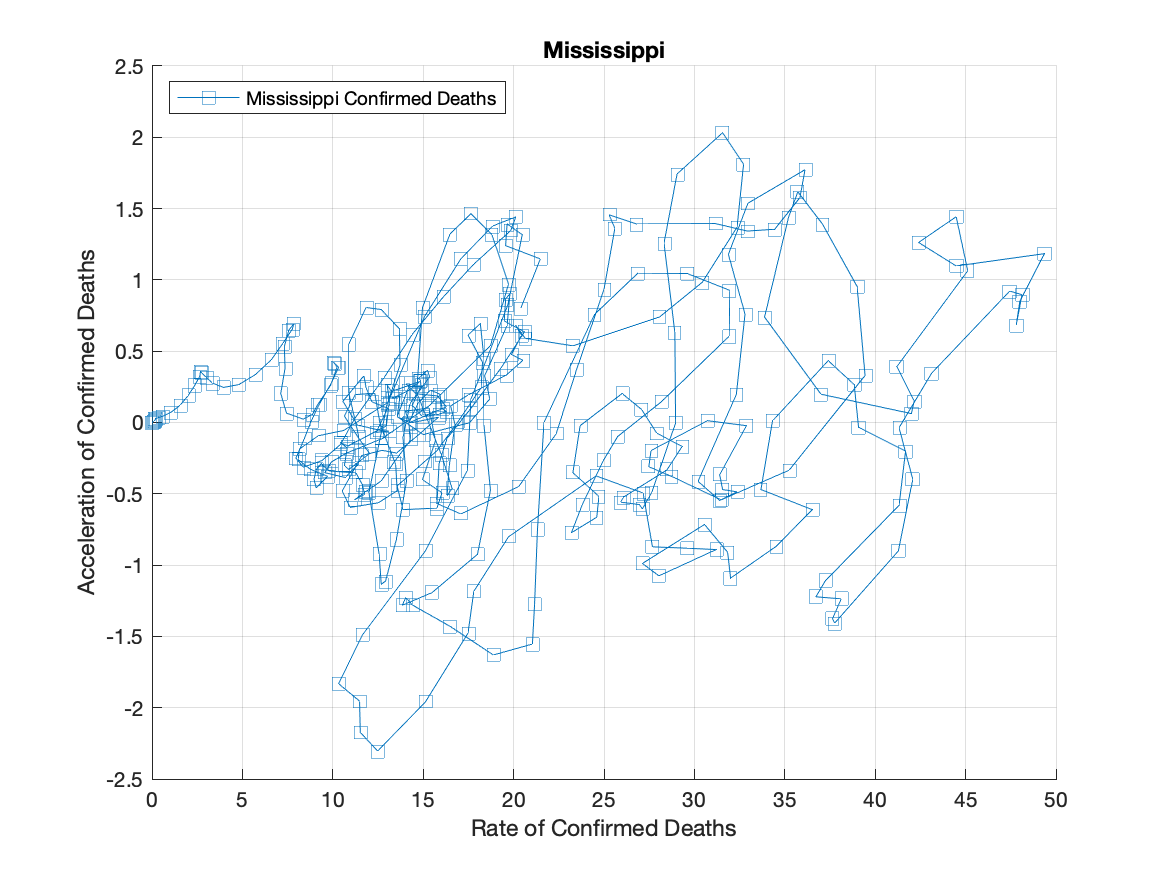 Mississippi
Mississippi Confirmed Deaths
2.5
2
1.5
1
0.5
0
-0.5
-1
-1.5
-2
-2.5
Acceleration of Confirmed Deaths
0 5 10 15 20 25 30 35 40 45 50
Rate of Confirmed Deaths